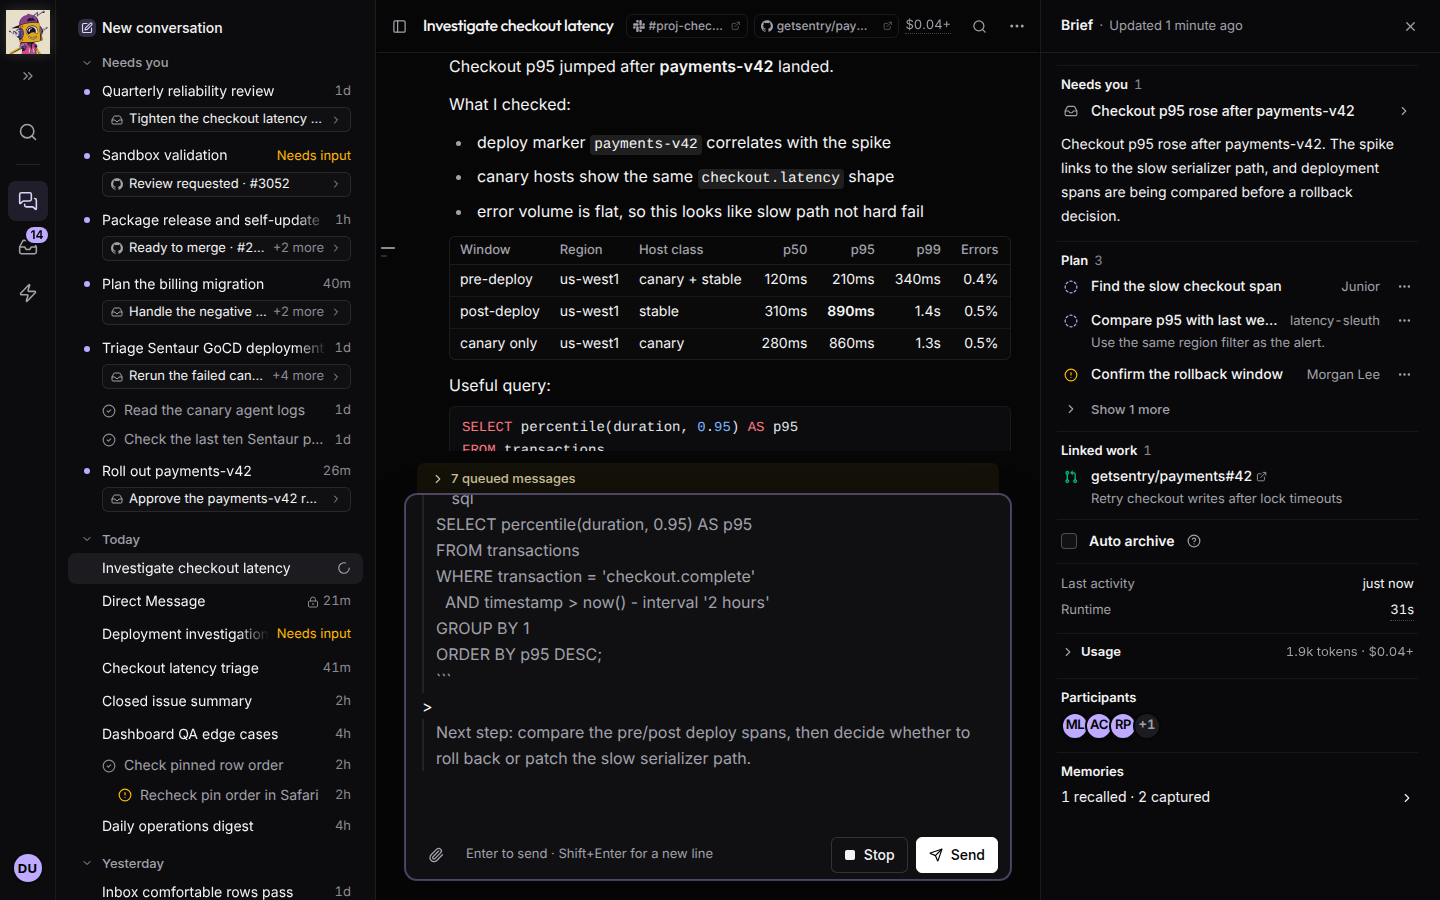 New conversation
Needs you
Quarterly reliability review 1d
Tighten the checkout latency ...
Sandbox validation Needs input
Review requested · #3052
Package release and self-update 1h
Ready to merge · #2... +2 more
14
Plan the billing migration 40m
Handle the negative ... +2 more
Triage Sentaur GoCD deployment 1d
Rerun the failed can... +4 more
Read the canary agent logs 1d
Check the last ten Sentaur p... 1d
Roll out payments-v42 26m
Approve the payments-v42 r...
Today
Investigate checkout latency
Direct Message 21m
Deployment investigation Needs input
Checkout latency triage 41m
Closed issue summary 2h
Dashboard QA edge cases 4h
Check pinned row order 2h
Recheck pin order in Safari 2h
Daily operations digest 4h
Yesterday
Inbox comfortable rows pass 1d
DU
Investigate checkout latency #proj-chec... getsentry/pay... $0.04+
Checkout p95 jumped after payments-v42 landed.
What I checked:
• deploy marker payments-v42 correlates with the spike
• canary hosts show the same checkout.latency shape
• error volume is flat, so this looks like slow path not hard fail
Window Region Host class p50 p95 p99 Errors
pre-deploy us-west1 canary + stable 120ms 210ms 340ms 0.4%
post-deploy us-west1 stable 310ms 890ms 1.4s 0.5%
canary only us-west1 canary 280ms 860ms 1.3s 0.5%
Useful query:
SELECT percentile(duration, 0.95) AS p95
FROM transactions
7 queued messages
sql
SELECT percentile(duration, 0.95) AS p95
FROM transactions
WHERE transaction = 'checkout.complete'
AND timestamp > now() - interval '2 hours'
GROUP BY 1
ORDER BY p95 DESC;
```
>
Next step: compare the pre/post deploy spans, then decide whether to
roll back or patch the slow serializer path.
Enter to send · Shift+Enter for a new line
Stop
Send
Brief · Updated 1 minute ago
Needs you 1
Checkout p95 rose after payments-v42
Checkout p95 rose after payments-v42. The spike
links to the slow serializer path, and deployment
spans are being compared before a rollback
decision.
Plan 3
Find the slow checkout span Junior
Compare p95 with last we... latency-sleuth
Use the same region filter as the alert.
Confirm the rollback window Morgan Lee
Show 1 more
Linked work 1
getsentry/payments#42
Retry checkout writes after lock timeouts
Auto archive
Last activity just now
Runtime 31s
Usage 1.9k tokens · $0.04+
Participants
ML AC RP +1
Memories
1 recalled · 2 captured